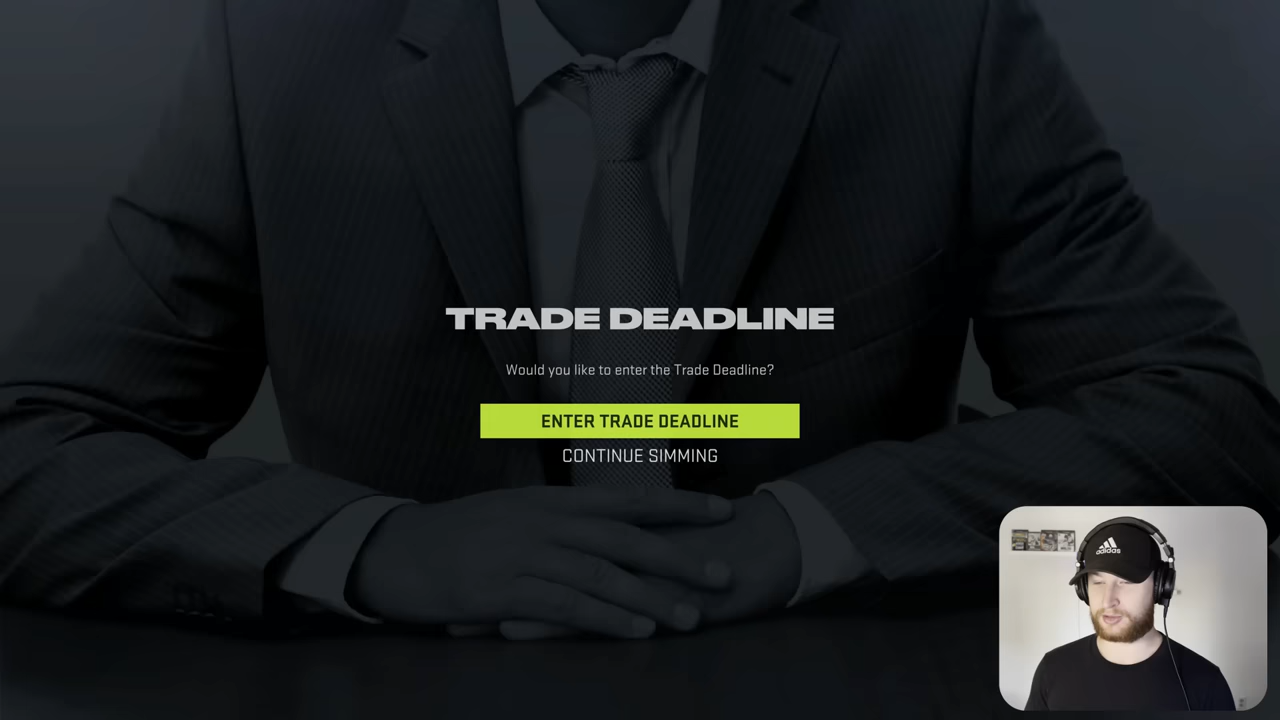 TRADE DEADLINE
Would you like to enter the Trade Deadline?
ENTER TRADE DEADLINE
CONTINUE SIMMING
adidas